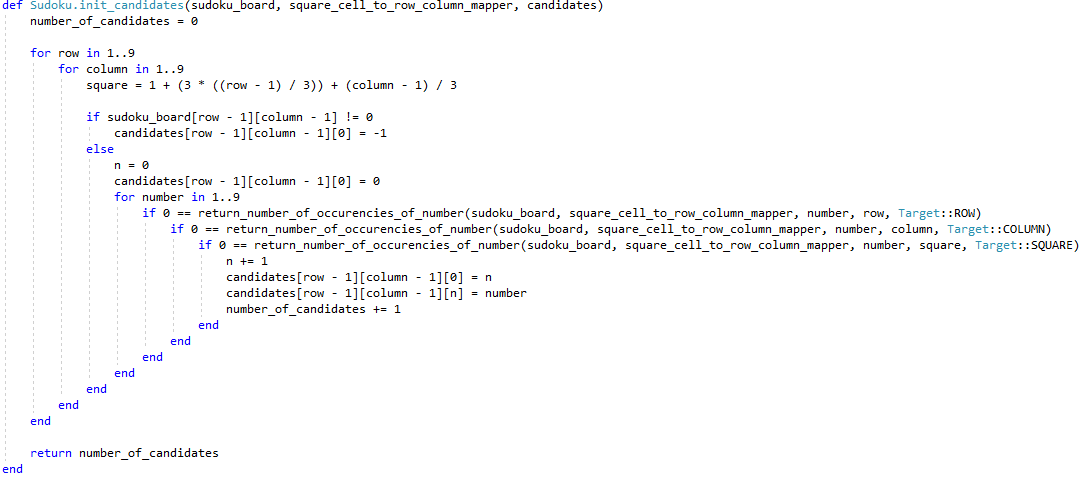 def Sudoku.init_candidates(sudoku_board, square_cell_to_row_column_mapper, candidates)
    number_of_candidates = 0

    for row in 1..9
        for column in 1..9
            square = 1 + (3 * ((row - 1) / 3)) + (column - 1) / 3

            if sudoku_board[row - 1][column - 1] != 0
                candidates[row - 1][column - 1][0] = -1
            else
                n = 0
                candidates[row - 1][column - 1][0] = 0
                for number in 1..9
                    if 0 == return_number_of_occurencies_of_number(sudoku_board, square_cell_to_row_column_mapper, number, row, Target::ROW)
                        if 0 == return_number_of_occurencies_of_number(sudoku_board, square_cell_to_row_column_mapper, number, column, Target::COLUMN)
                            if 0 == return_number_of_occurencies_of_number(sudoku_board, square_cell_to_row_column_mapper, number, square, Target::SQUARE)
                                n += 1
                                candidates[row - 1][column - 1][0] = n
                                candidates[row - 1][column - 1][n] = number
                                number_of_candidates += 1
                            end
                        end
                    end
                end
            end
        end
    end

    return number_of_candidates
end